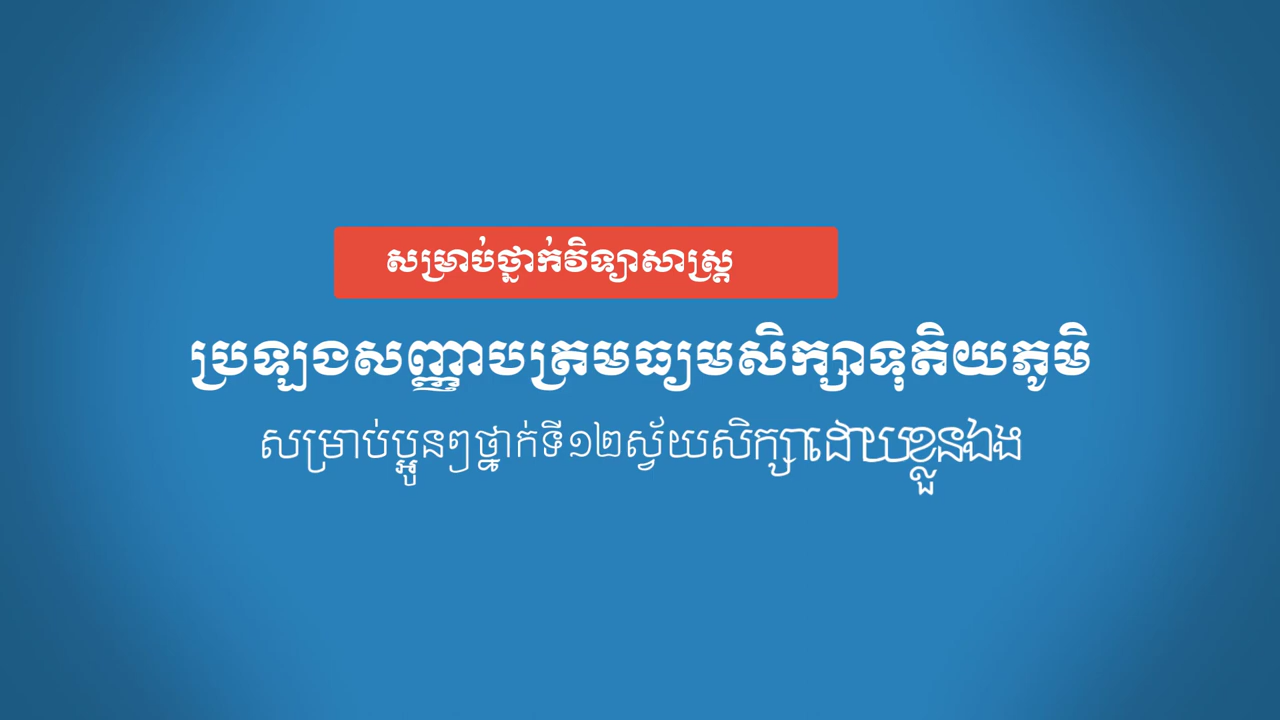 សម្រាប់ថ្នាក់វិទ្យាសាស្ត្រ
ប្រឡងសញ្ញាបត្រមធ្យមសិក្សាទុតិយភូមិ
សម្រាប់ប្អូនៗថ្នាក់ទី១២ស្វ័យសិក្សាដោយខ្លួនឯង